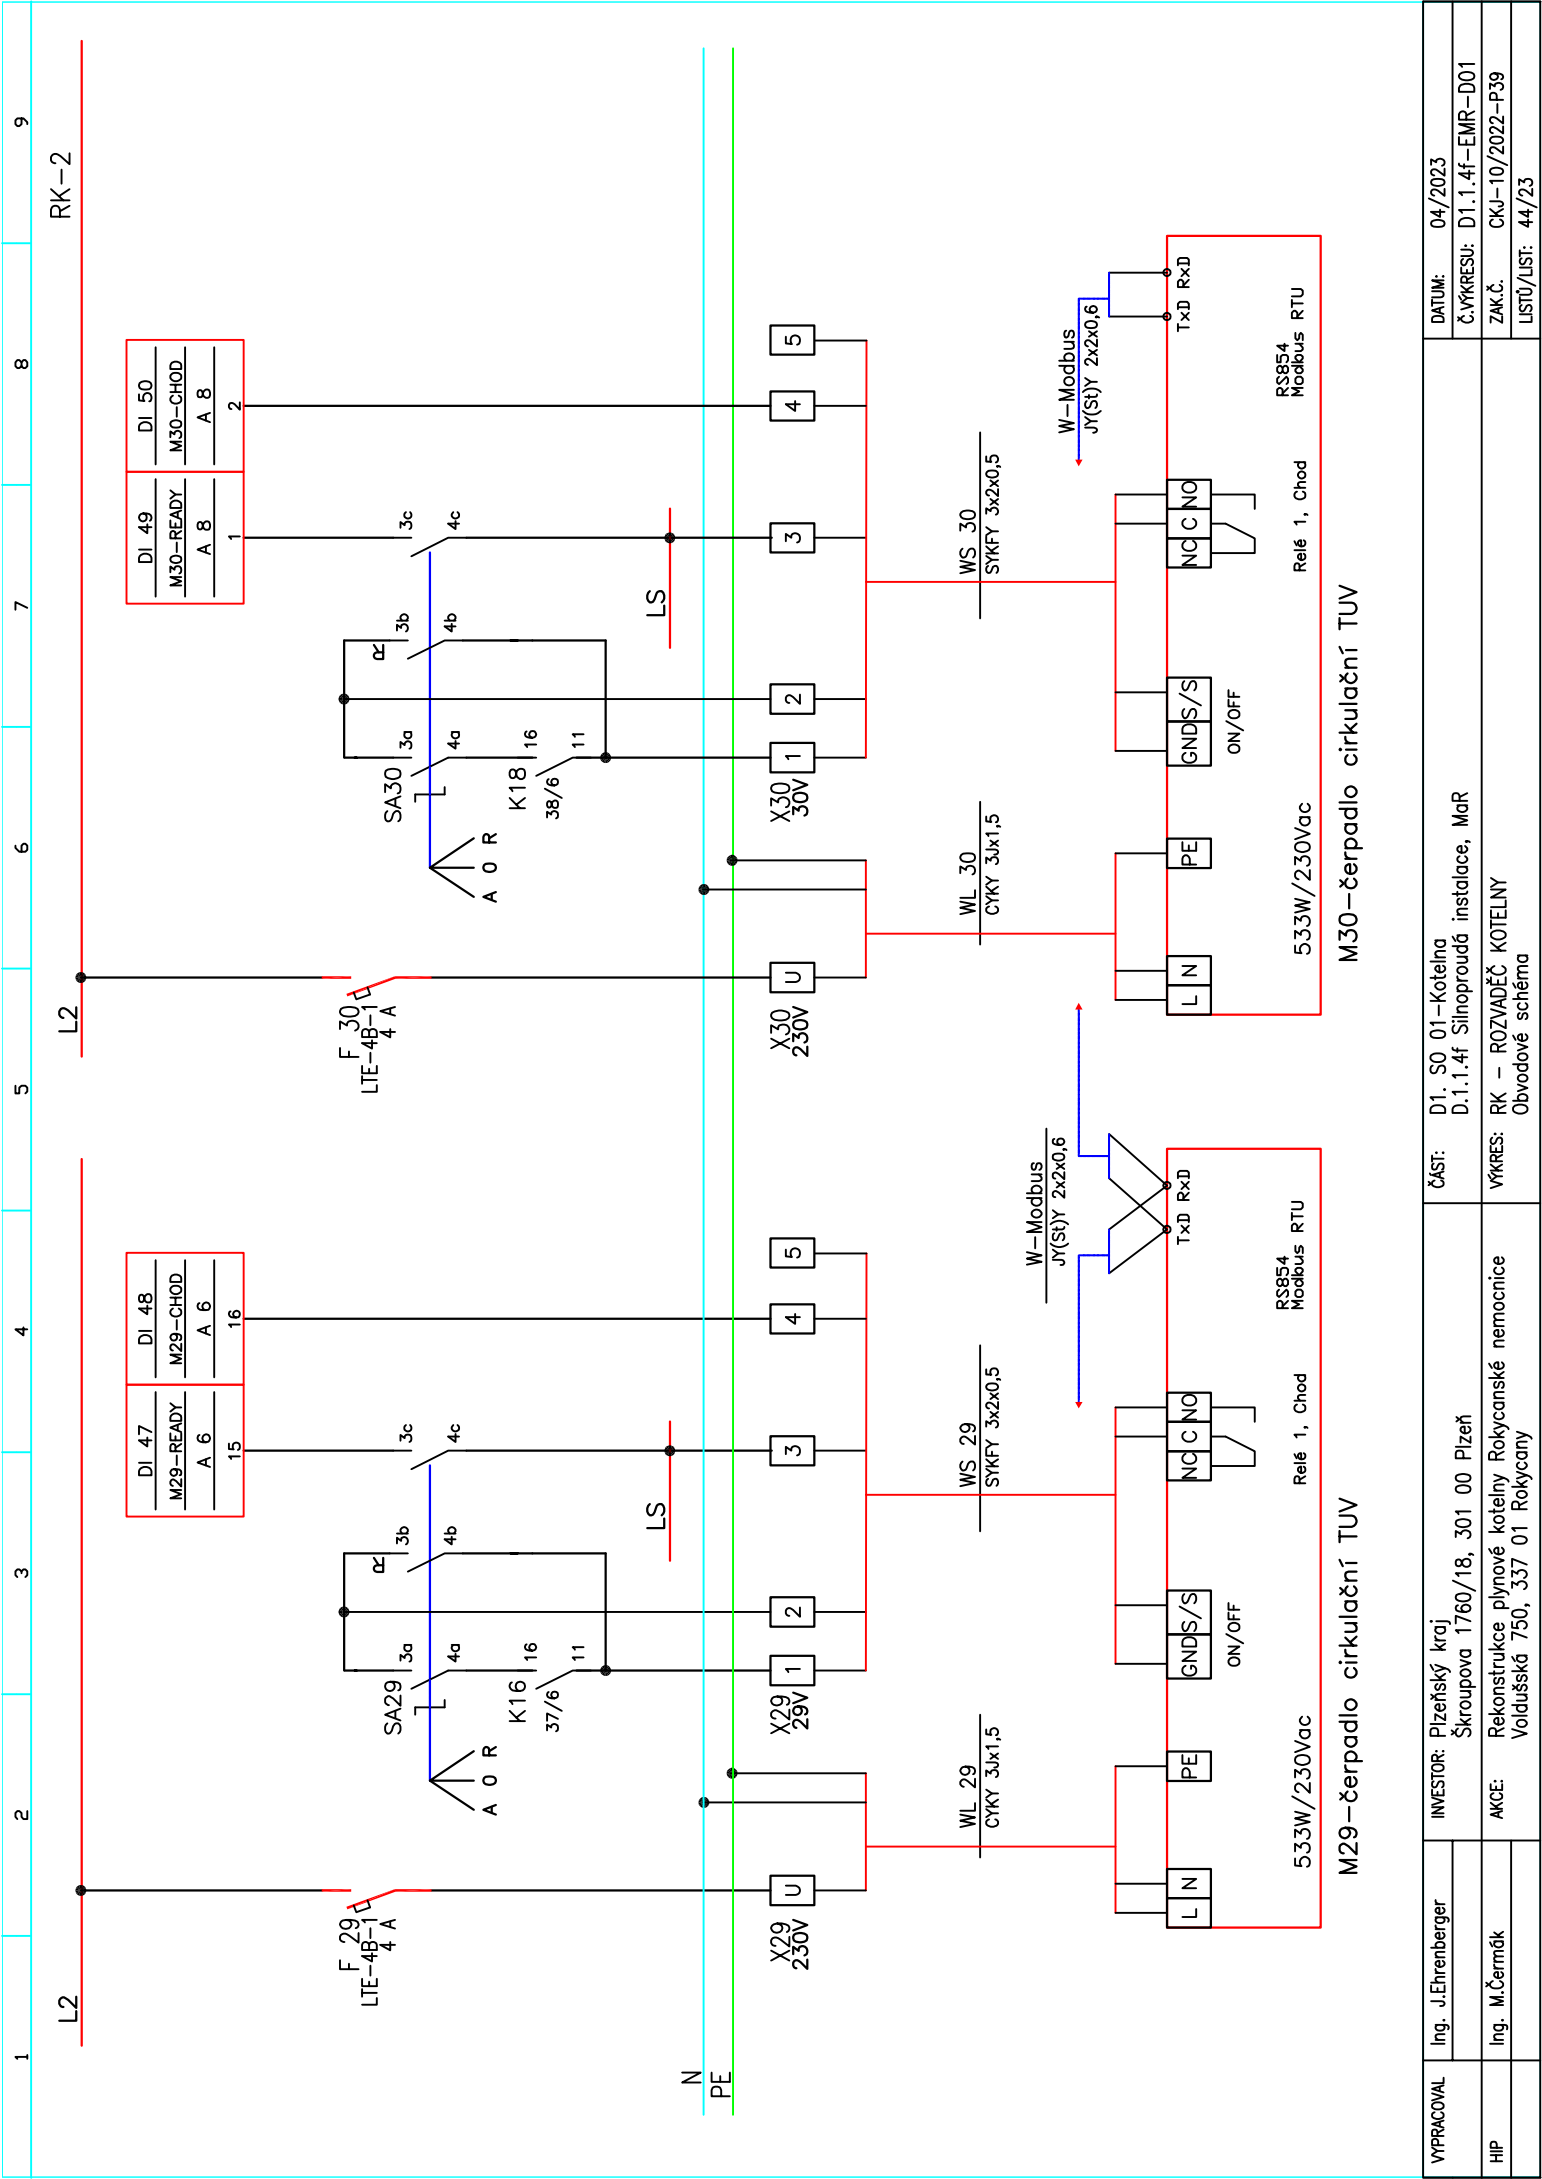 1 2 3 4 5 6 7 8 9
RK-2
L2
L2
DI 47
M29-READY
A 6
15
DI 48
M29-CHOD
A 6
16
DI 49
M30-READY
A 8
1
DI 50
M30-CHOD
A 8
2
F 29
LTE-4B-1
4 A
SA29
3a
4a
R
3b
4b
3c
4c
A 0 R
K16
37/6
16
11
LS
F 30
LTE-4B-1
4 A
SA30
3a
4a
R
3b
4b
3c
4c
A 0 R
K18
38/6
16
11
LS
N
PE
X29
230V
U
X29
29V
1 2 3 4 5
X30
230V
U
X30
30V
1 2 3 4 5
WL 29
CYKY 3Jx1,5
WS 29
SYKFY 3x2x0,5
W-Modbus
JY(St)Y 2x2x0,6
WL 30
CYKY 3Jx1,5
WS 30
SYKFY 3x2x0,5
W-Modbus
JY(St)Y 2x2x0,6
L N PE GND S/S NC C NO TxD RxD
ON/OFF
533W/230Vac
Relé 1, Chod
RS854
Modbus RTU
M29-čerpadlo cirkulační TUV
L N PE GND S/S NC C NO TxD RxD
ON/OFF
533W/230Vac
Relé 1, Chod
RS854
Modbus RTU
M30-čerpadlo cirkulační TUV
VYPRACOVAL Ing. J.Ehrenberger
HIP Ing. M.Čermák
INVESTOR: Plzeňský kraj
Škroupova 1760/18, 301 00 Plzeň
AKCE: Rekonstrukce plynové kotelny Rokycanské nemocnice
Voldušská 750, 337 01 Rokycany
ČÁST: D1. SO 01-Kotelna
D.1.1.4f Silnoproudá instalace, MaR
VÝKRES: RK - ROZVADĚČ KOTELNY
Obvodové schéma
DATUM: 04/2023
Č.VÝKRESU: D1.1.4f-EMR-D01
ZAK.Č. CKJ-10/2022-P39
LISTŮ/LIST: 44/23